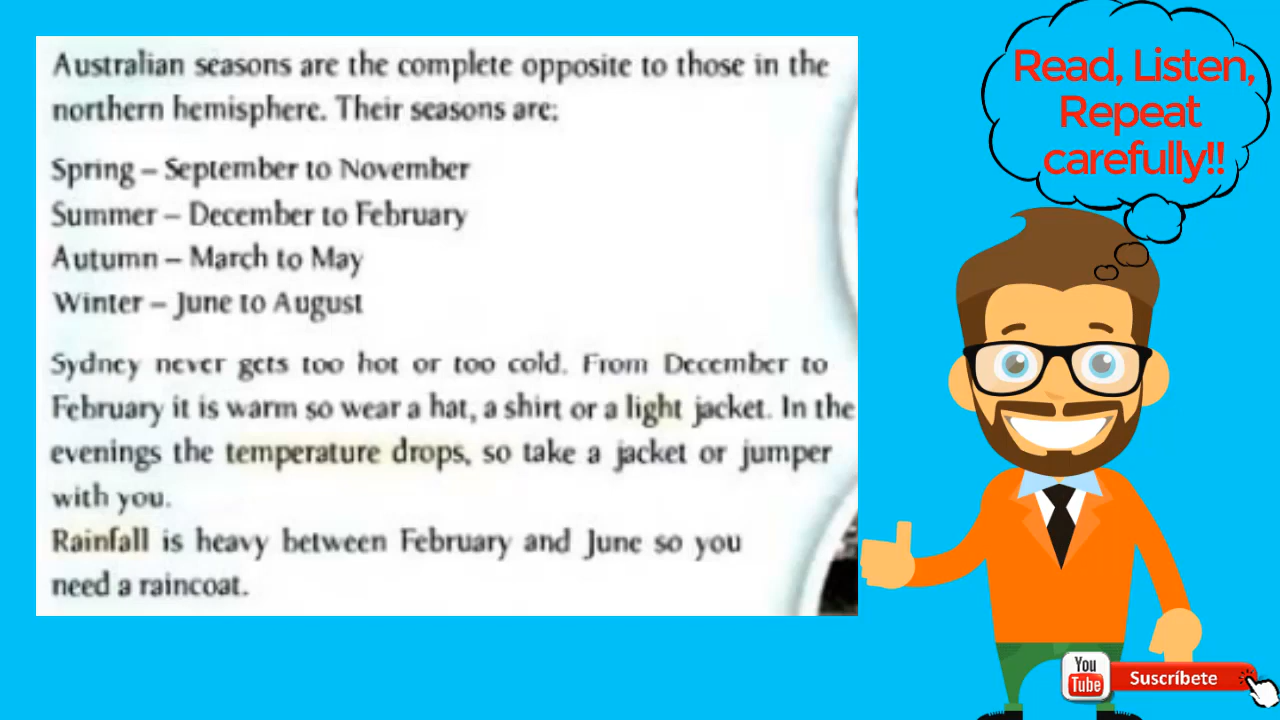 Australian seasons are the complete opposite to those in the
northern hemisphere. Their seasons are:
Spring – September to November
Summer – December to February
Autumn – March to May
Winter – June to August
Sydney never gets too hot or too cold. From December to
February it is warm so wear a hat, a shirt or a light jacket. In the
evenings the temperature drops, so take a jacket or jumper
with you.
Rainfall is heavy between February and June so you
need a raincoat.
Read, Listen,
Repeat
carefully!!
You
Tube
Suscríbete